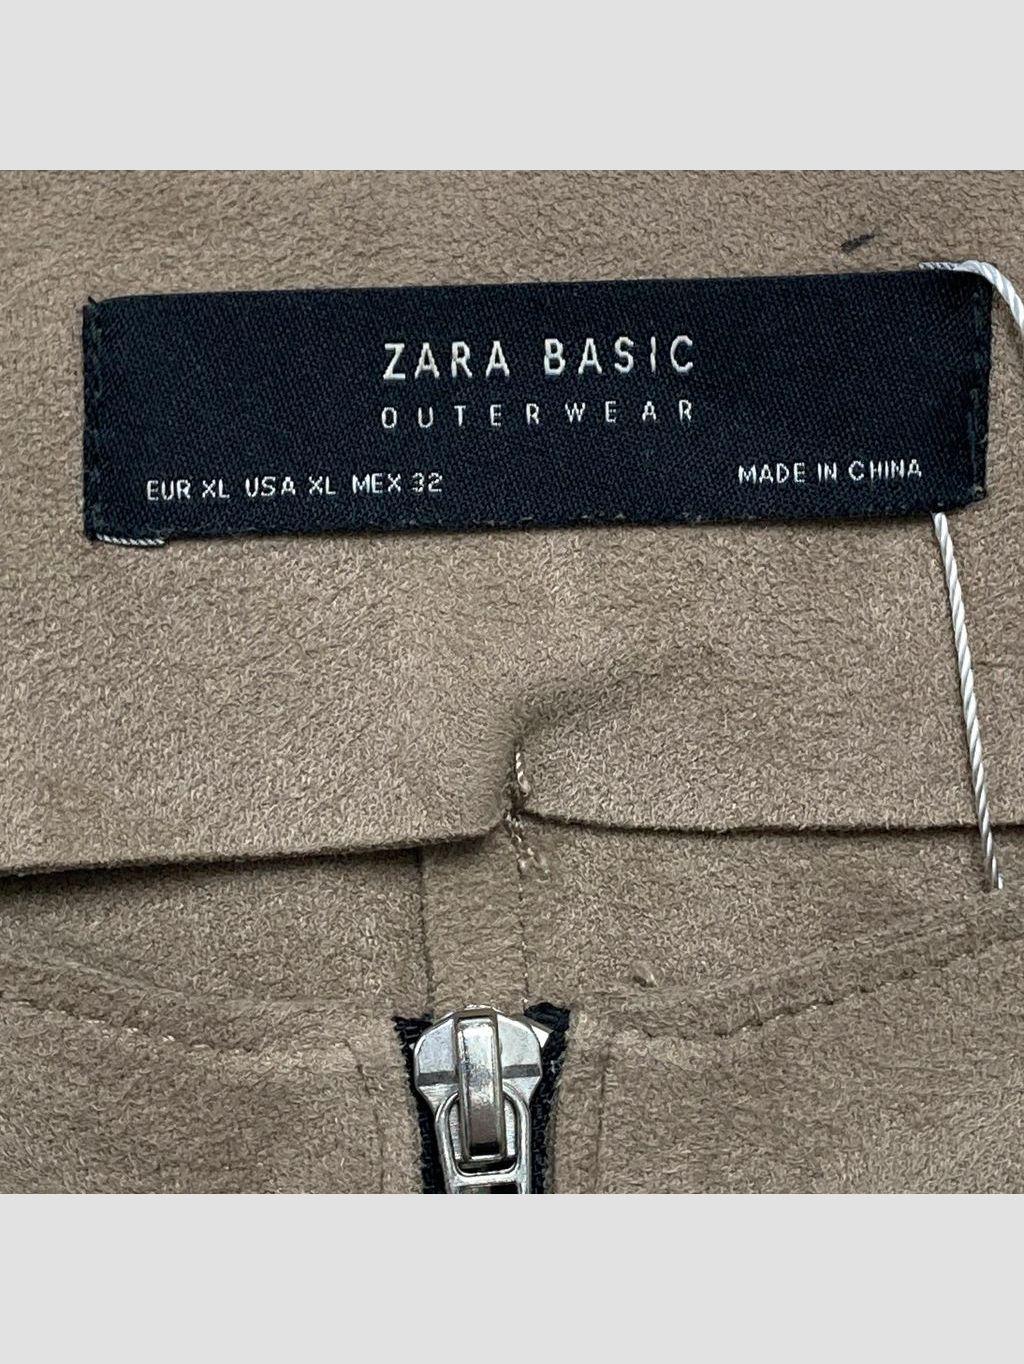 ZARA BASIC
OUTERWEAR
EUR XL USA XL MEX 32
MADE IN CHINA